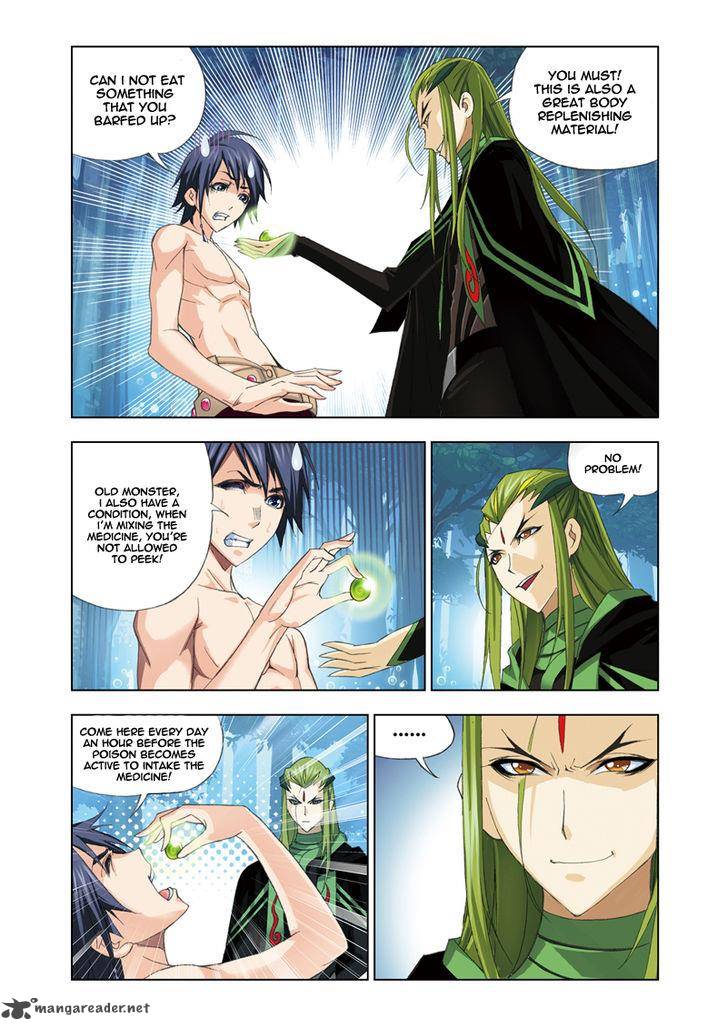 CAN I NOT EAT
SOMETHING
THAT YOU
BARFED UP?
YOU MUST!
THIS IS ALSO A
GREAT BODY
REPLENISHING
MATERIAL!
OLD MONSTER,
I ALSO HAVE A
CONDITION, WHEN
I'M MIXING THE
MEDICINE, YOU'RE
NOT ALLOWED
TO PEEK!
NO
PROBLEM!
COME HERE EVERY DAY
AN HOUR BEFORE THE
POISON BECOMES
ACTIVE TO INTAKE THE
MEDICINE!
......
mangareader.net